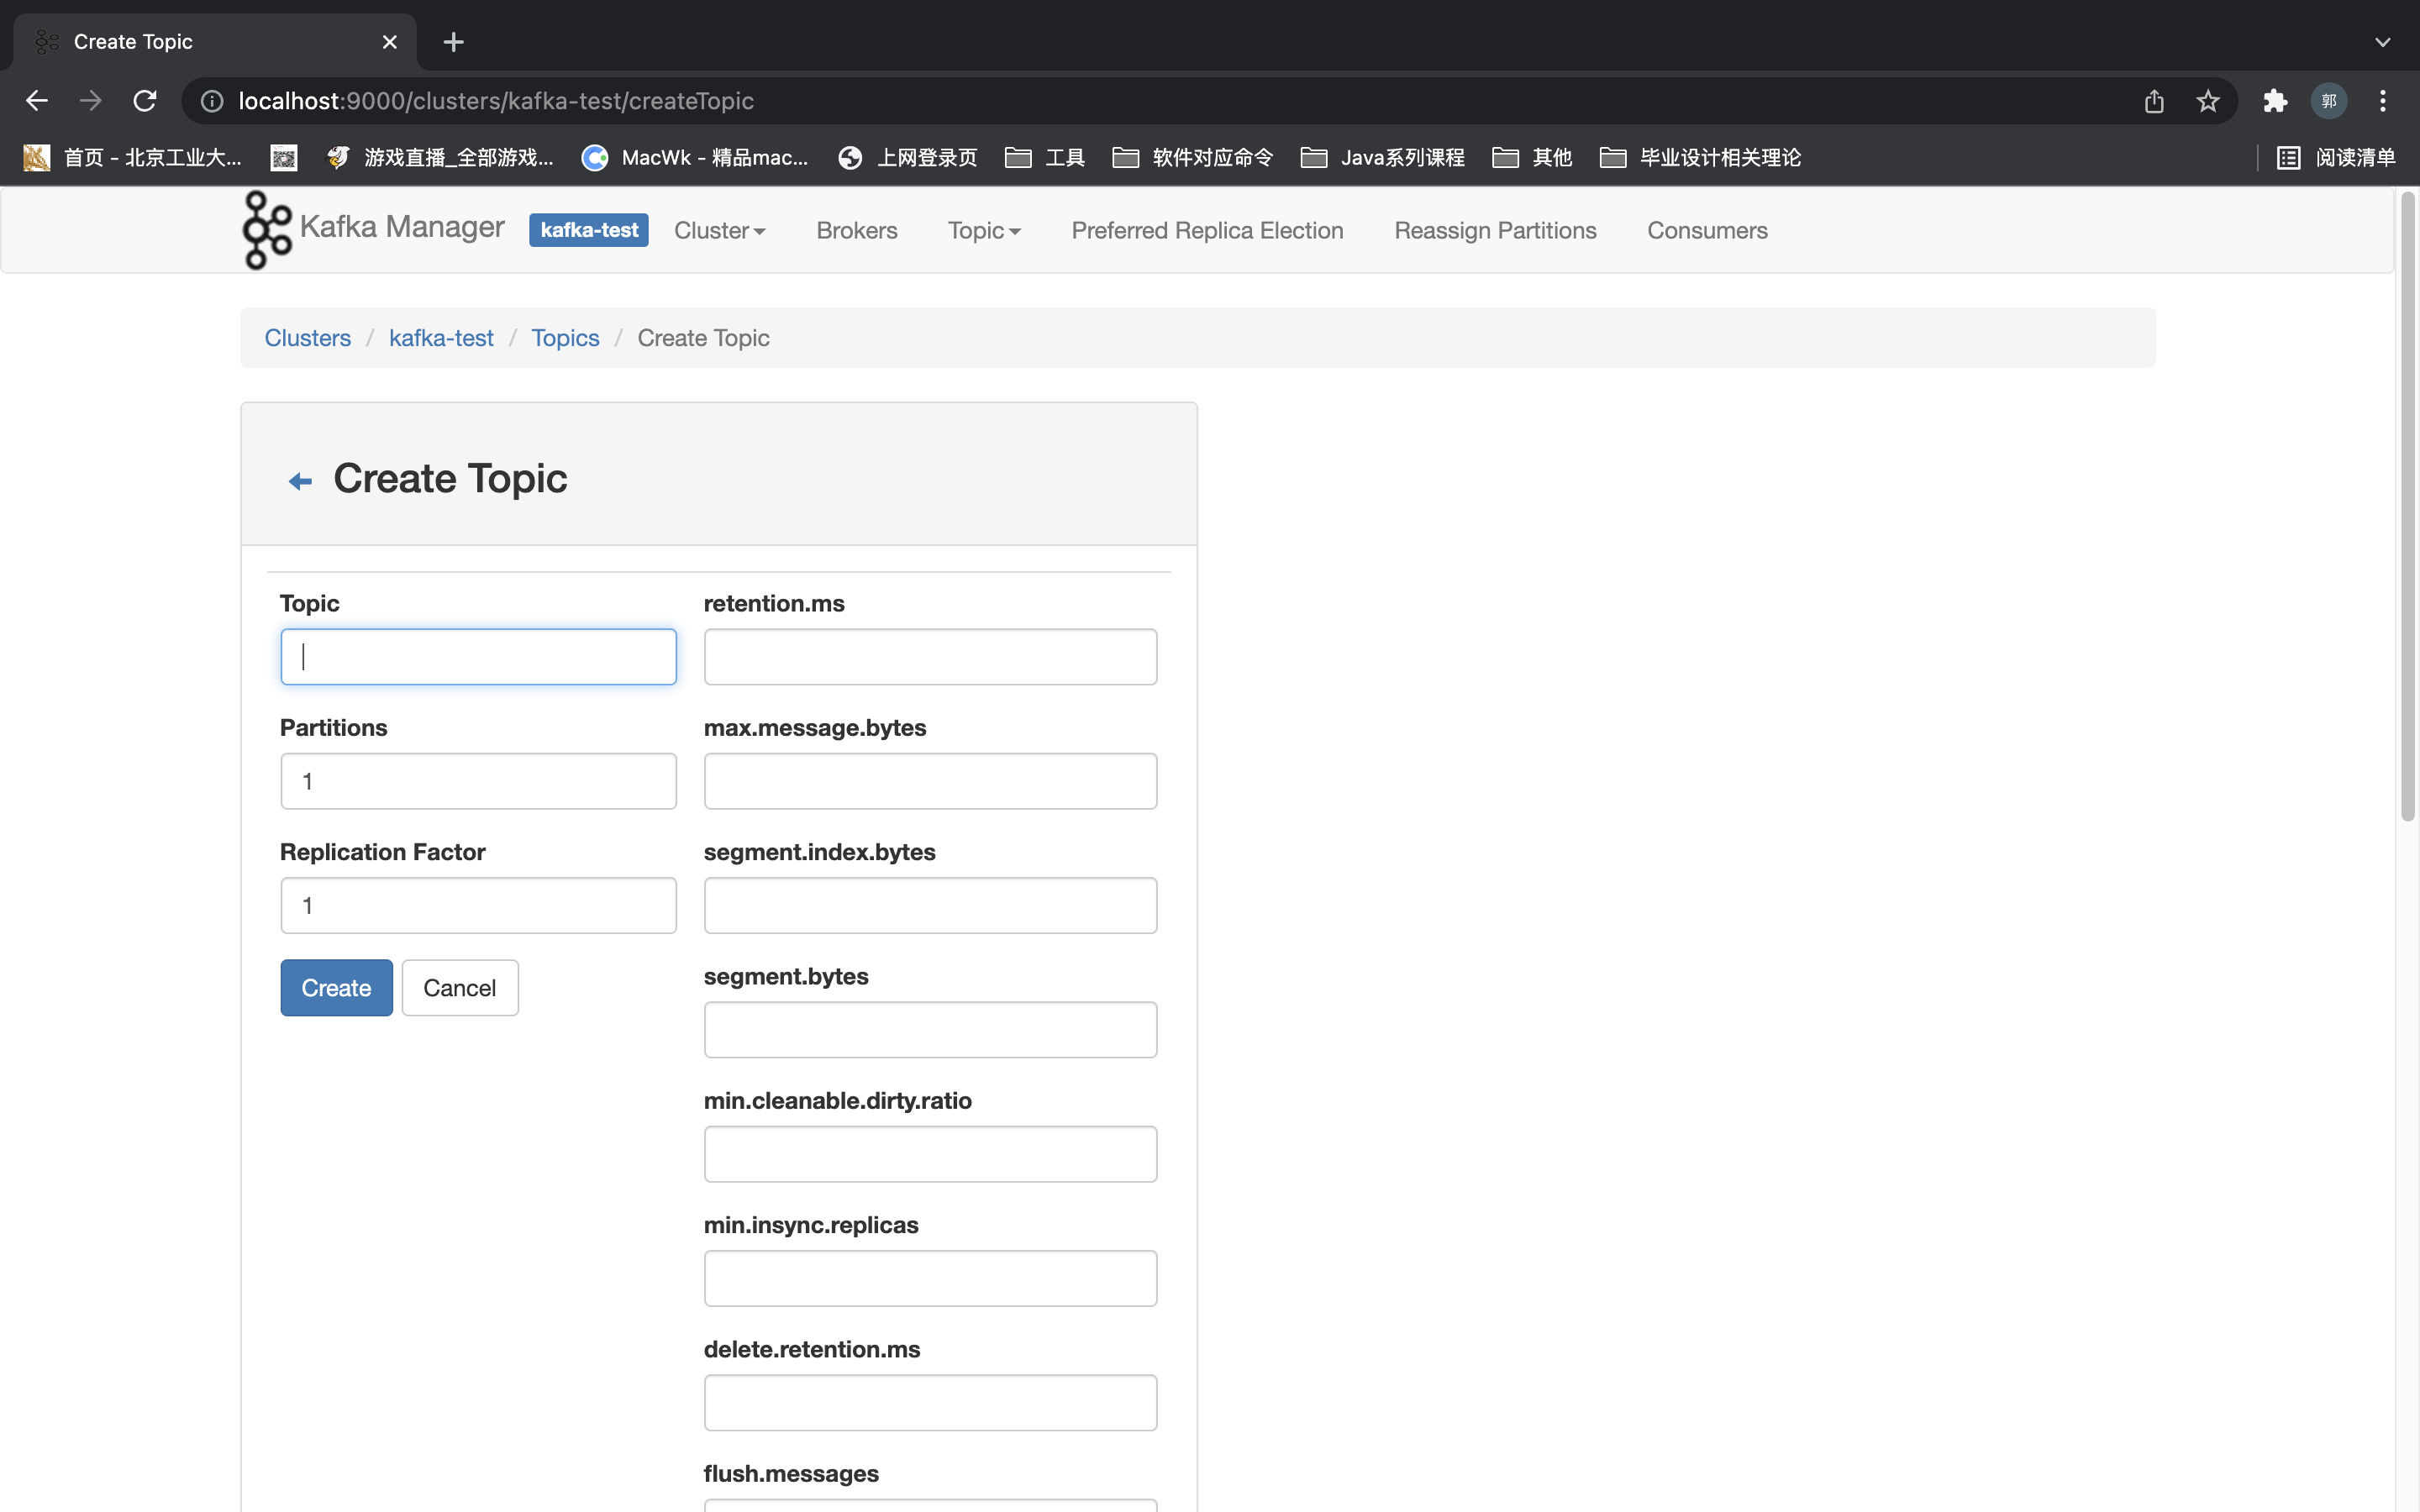 Create Topic
localhost:9000/clusters/kafka-test/createTopic
郭
首页 - 北京工业大... 游戏直播_全部游戏... MacWk - 精品mac... 上网登录页 工具 软件对应命令 Java系列课程 其他 毕业设计相关理论 阅读清单
Kafka Manager kafka-test Cluster Brokers Topic Preferred Replica Election Reassign Partitions Consumers
Clusters / kafka-test / Topics / Create Topic
Create Topic
Topic
Partitions
1
Replication Factor
1
Create Cancel
retention.ms
max.message.bytes
segment.index.bytes
segment.bytes
min.cleanable.dirty.ratio
min.insync.replicas
delete.retention.ms
flush.messages